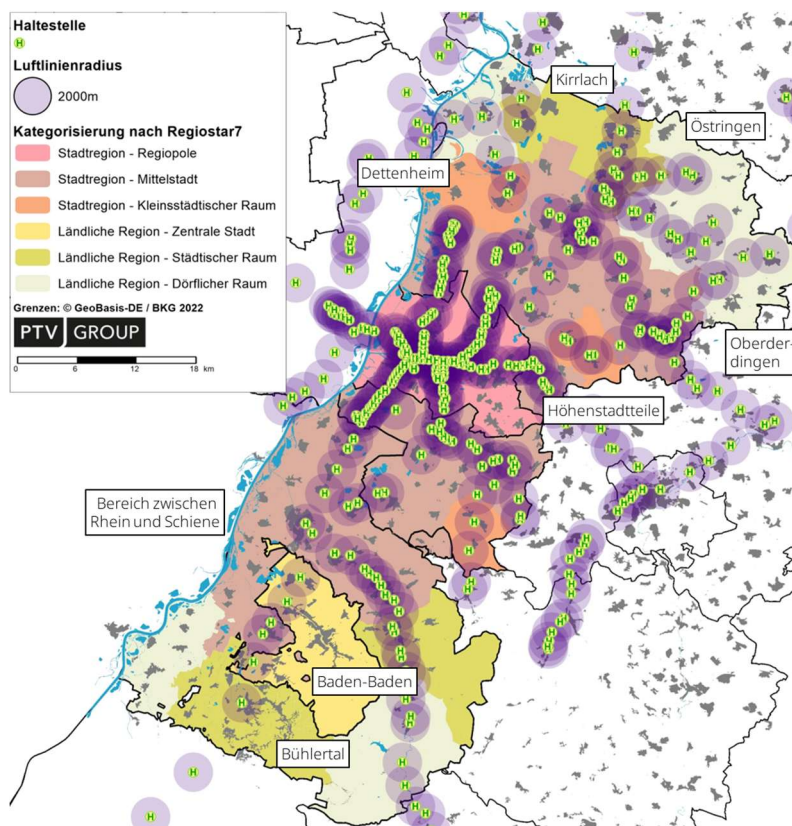 Haltestelle
H
Luftlinienradius
2000m
Kategorisierung nach Regiostar7
Stadtregion - Regiopole
Stadtregion - Mittelstadt
Stadtregion - Kleinsstädtischer Raum
Ländliche Region - Zentrale Stadt
Ländliche Region - Städtischer Raum
Ländliche Region - Dörflicher Raum
Grenzen: © GeoBasis-DE / BKG 2022
PTV GROUP
0 6 12 18 km
Kirrlach
Östringen
Dettenheim
Oberder-
dingen
Höhenstadtteile
Bereich zwischen
Rhein und Schiene
Baden-Baden
Bühlertal